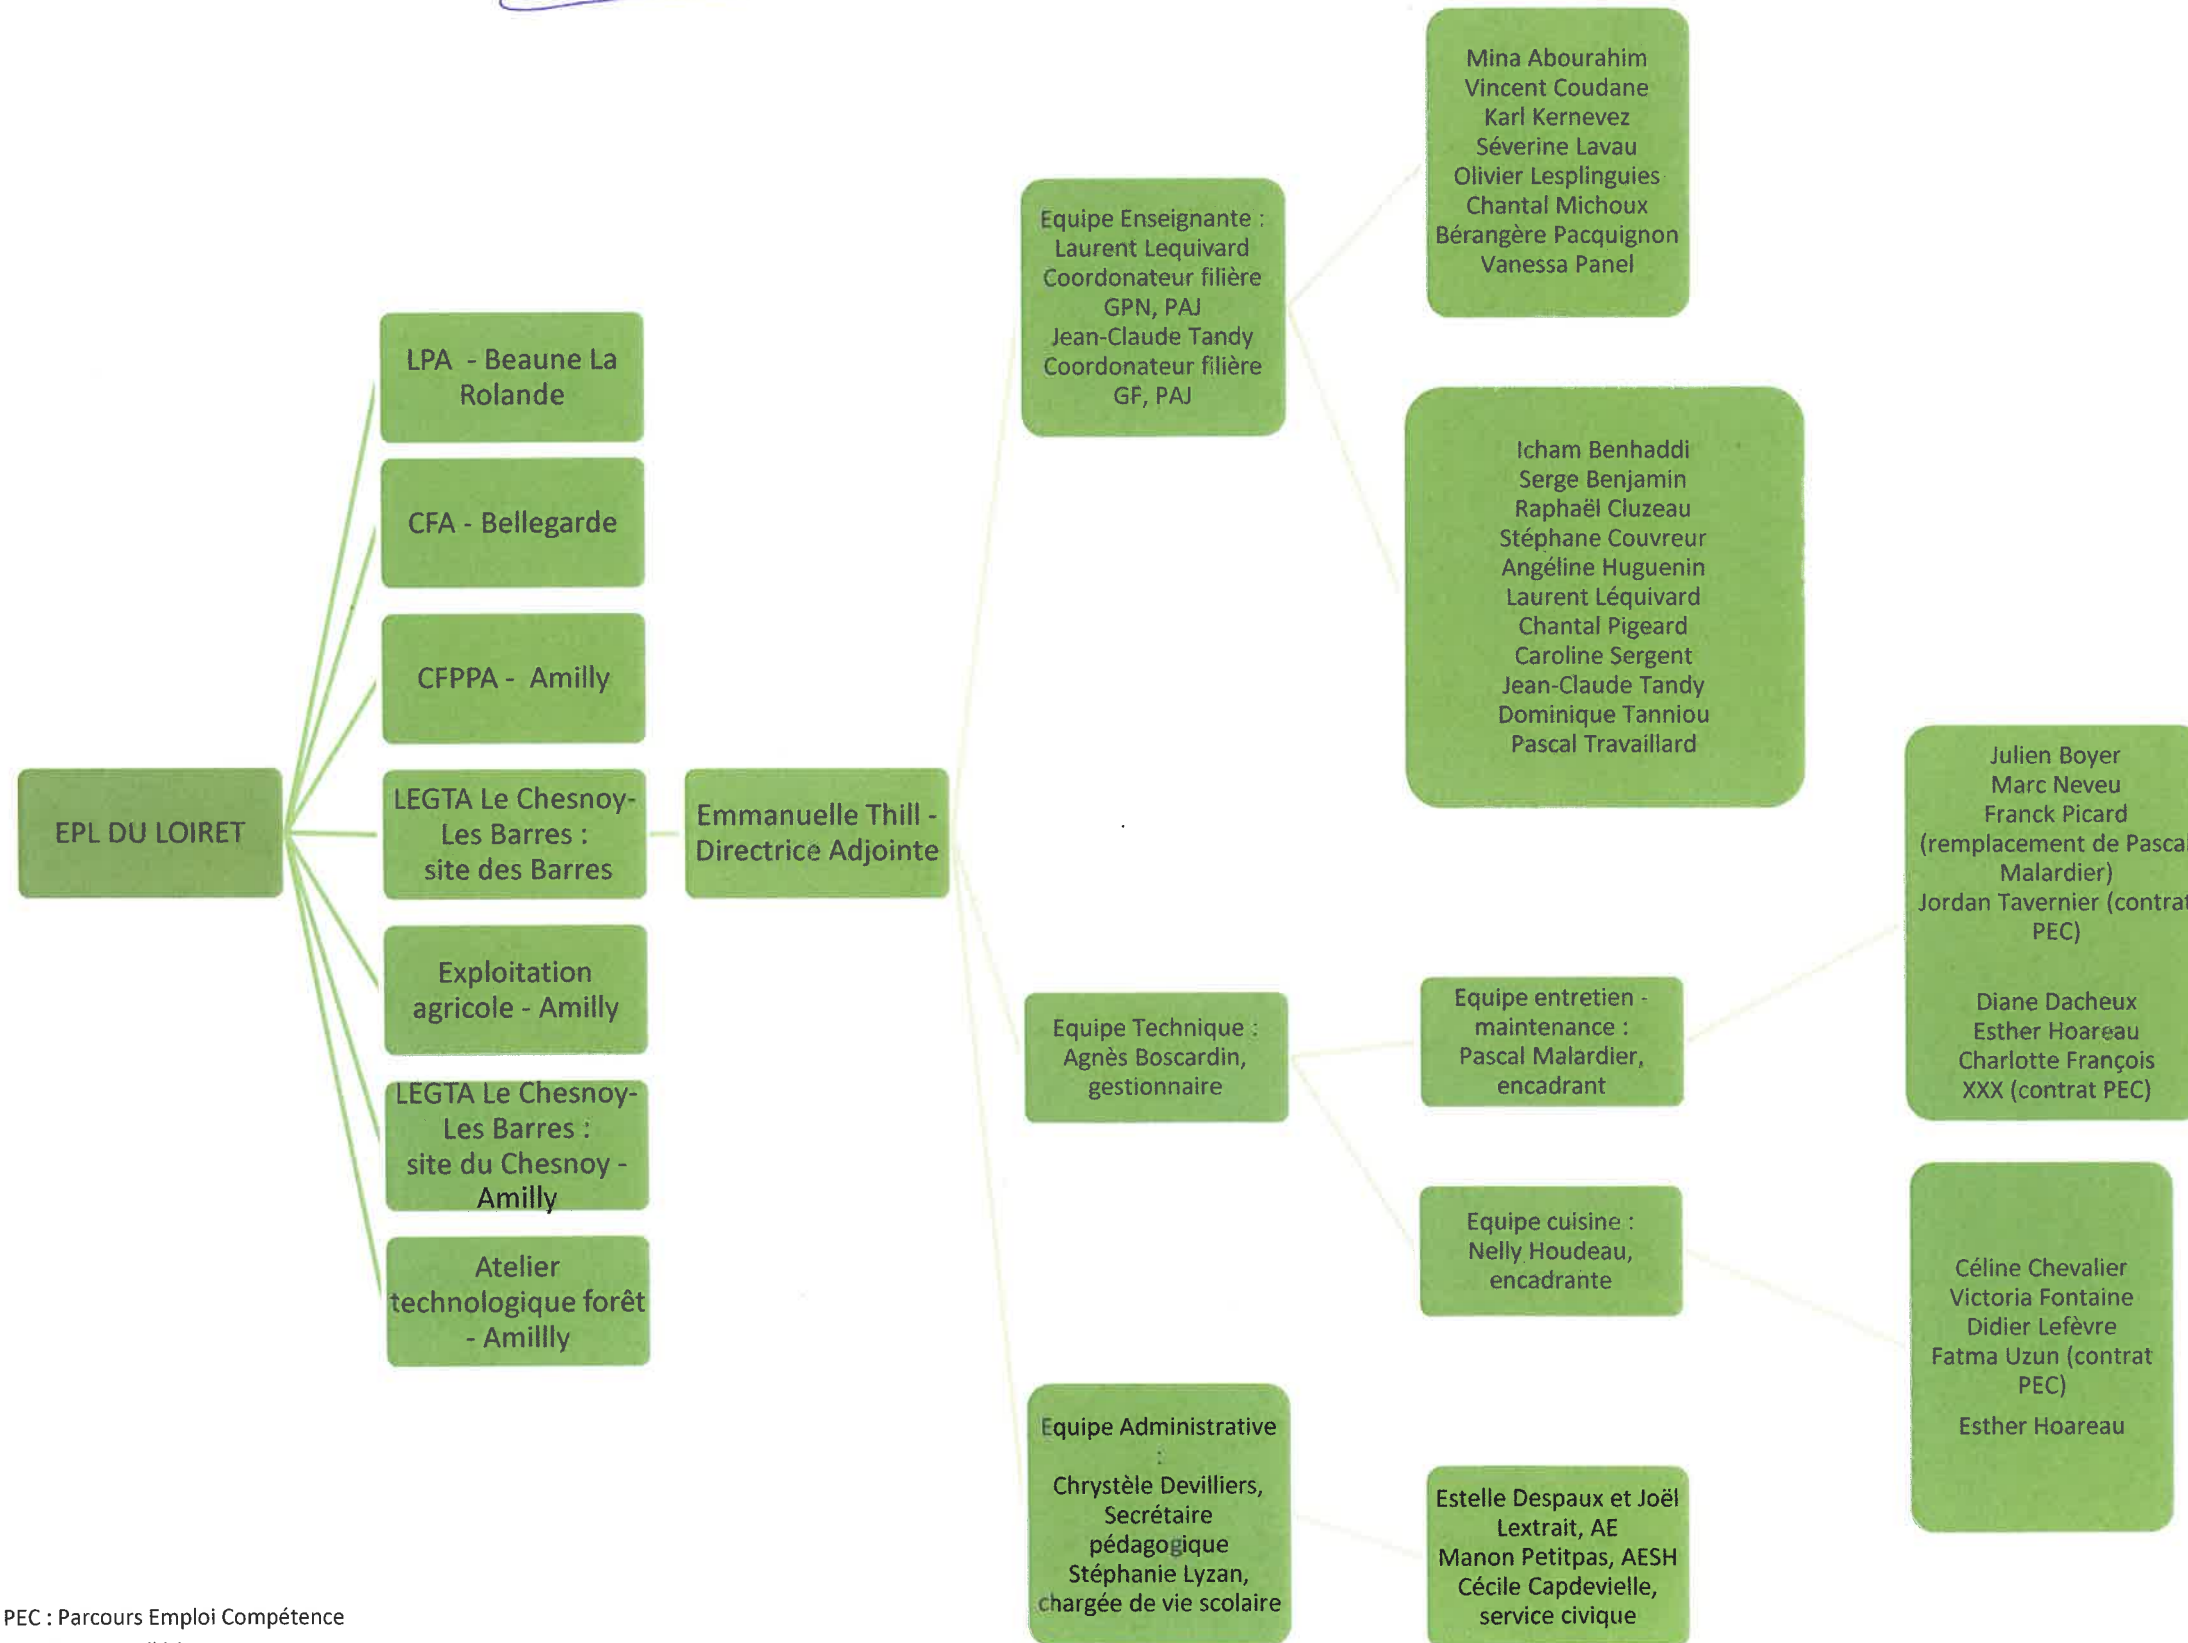 EPL DU LOIRET
LPA - Beaune La
Rolande
CFA - Bellegarde
CFPPA - Amilly
LEGTA Le Chesnoy-
Les Barres :
site des Barres
Exploitation
agricole - Amilly
LEGTA Le Chesnoy-
Les Barres :
site du Chesnoy -
Amilly
Atelier
technologique forêt
- Amillly
Emmanuelle Thill -
Directrice Adjointe
Equipe Enseignante :
Laurent Lequivard
Coordonateur filière
GPN, PAJ
Jean-Claude Tandy
Coordonateur filière
GF, PAJ
Mina Abourahim
Vincent Coudane
Karl Kernevez
Séverine Lavau
Olivier Lesplinguies
Chantal Michoux
Bérangère Pacquignon
Vanessa Panel
Icham Benhaddi
Serge Benjamin
Raphaël Cluzeau
Stéphane Couvreur
Angéline Huguenin
Laurent Léquivard
Chantal Pigeard
Caroline Sergent
Jean-Claude Tandy
Dominique Tanniou
Pascal Travaillard
Equipe Technique :
Agnès Boscardin,
gestionnaire
Equipe entretien -
maintenance :
Pascal Malardier,
encadrant
Julien Boyer
Marc Neveu
Franck Picard
(remplacement de Pascal
Malardier)
Jordan Tavernier (contrat
PEC)
Diane Dacheux
Esther Hoareau
Charlotte François
XXX (contrat PEC)
Equipe cuisine :
Nelly Houdeau,
encadrante
Céline Chevalier
Victoria Fontaine
Didier Lefèvre
Fatma Uzun (contrat
PEC)
Esther Hoareau
Equipe Administrative
:
Chrystèle Devilliers,
Secrétaire
pédagogique
Stéphanie Lyzan,
chargée de vie scolaire
Estelle Despaux et Joël
Lextrait, AE
Manon Petitpas, AESH
Cécile Capdevielle,
service civique
PEC : Parcours Emploi Compétence